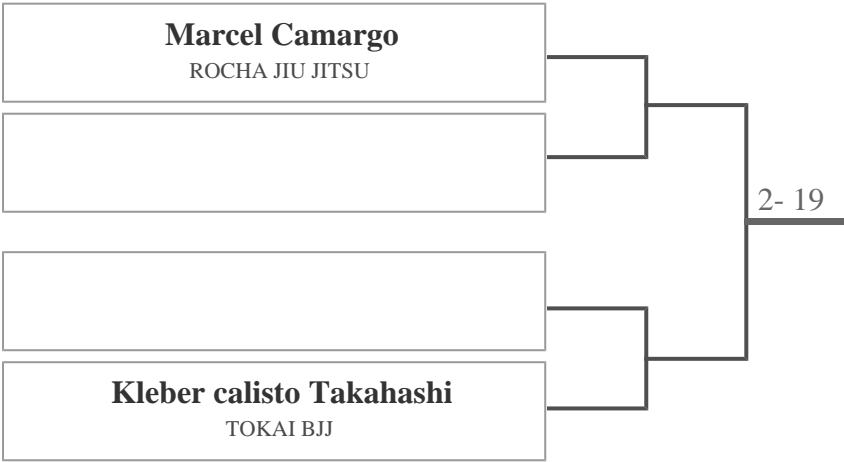 Marcel Camargo
ROCHA JIU JITSU
2- 19
Kleber calisto Takahashi
TOKAI BJJ